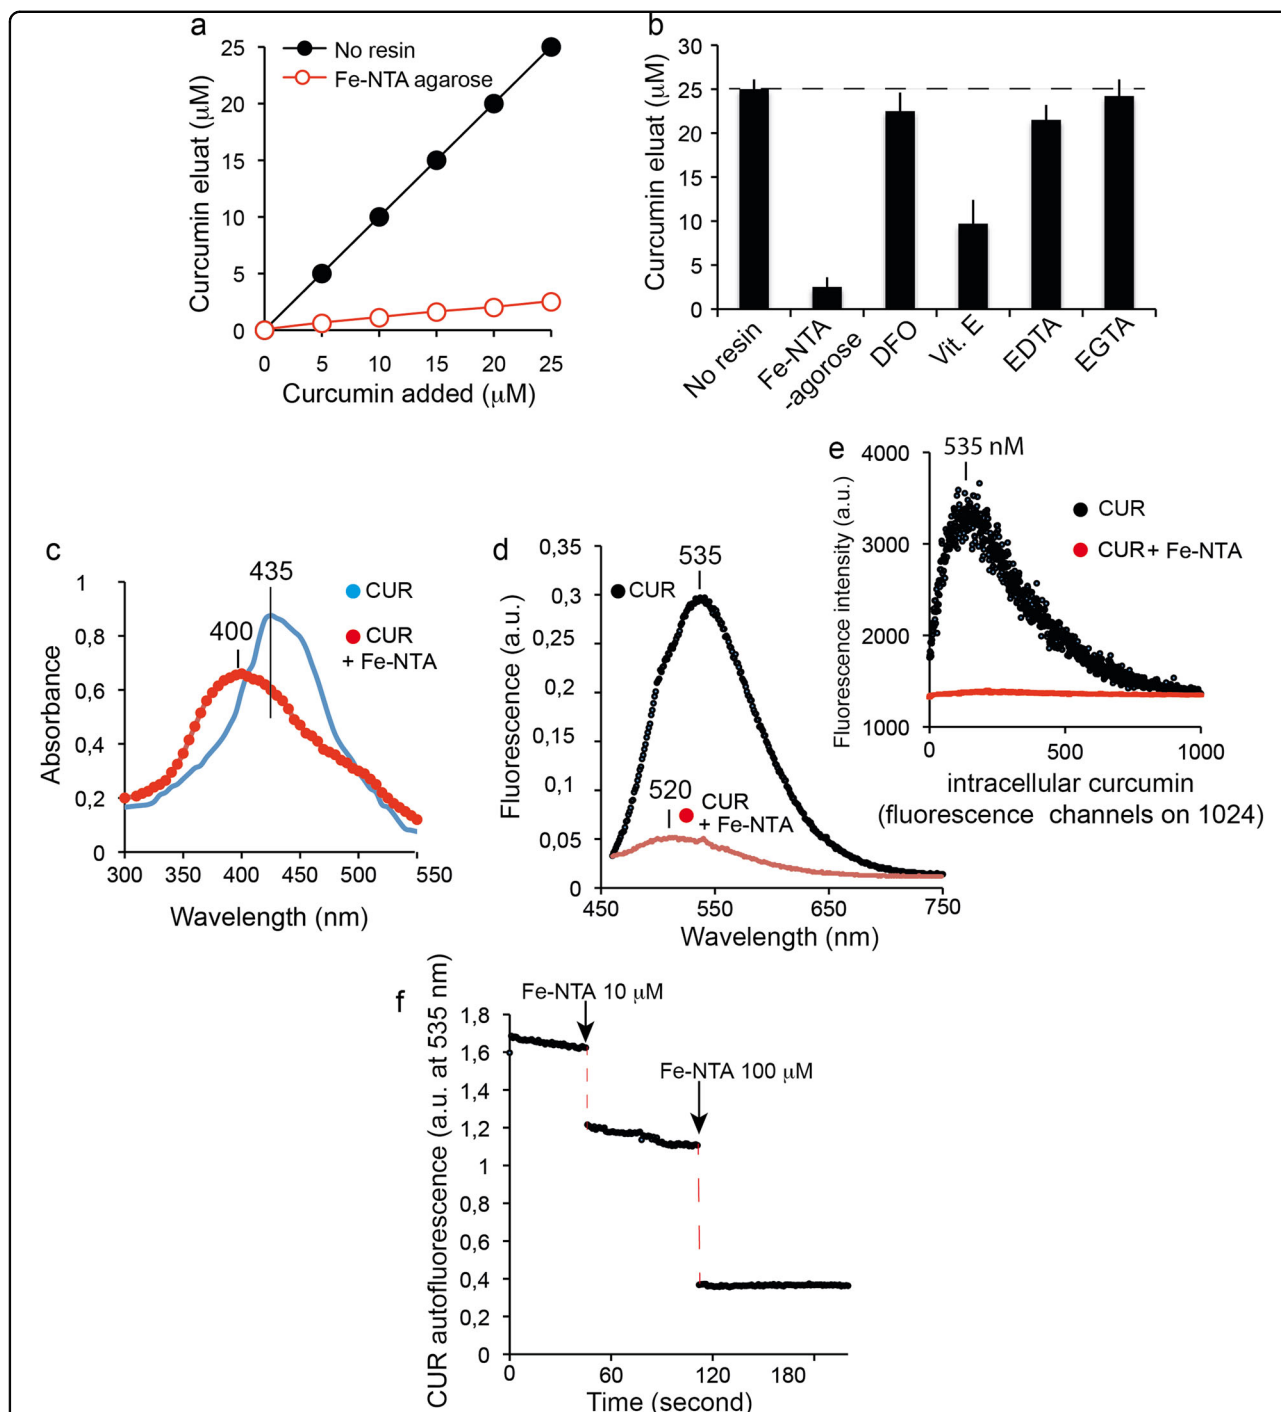 a
No resin
Fe-NTA agarose
Curcumin eluat (μM)
25
20
15
10
5
0
0 5 10 15 20 25
Curcumin added (μM)
b
Curcumin eluat (μM)
30
25
20
15
10
5
0
No resin
Fe-NTA
-agorose
DFO
Vit. E
EDTA
EGTA
c
435
400
CUR
CUR
+ Fe-NTA
Absorbance
1
0,8
0,6
0,4
0,2
0
300 350 400 450 500 550
Wavelength (nm)
d
535
CUR
520
CUR
+ Fe-NTA
Fluorescence (a.u.)
0,35
0,3
0,25
0,2
0,15
0,1
0,05
0
450 550 650 750
Wavelength (nm)
e
535 nM
CUR
CUR + Fe-NTA
Fluorescence intensity (a.u.)
4000
3000
2000
1000
0 500 1000
intracellular curcumin
(fluorescence channels on 1024)
f
Fe-NTA 10 μM
Fe-NTA 100 μM
CUR autofluorescence (a.u. at 535 nm)
1,8
1,6
1,4
1,2
1
0,8
0,6
0,4
0,2
0
0 60 120 180
Time (second)